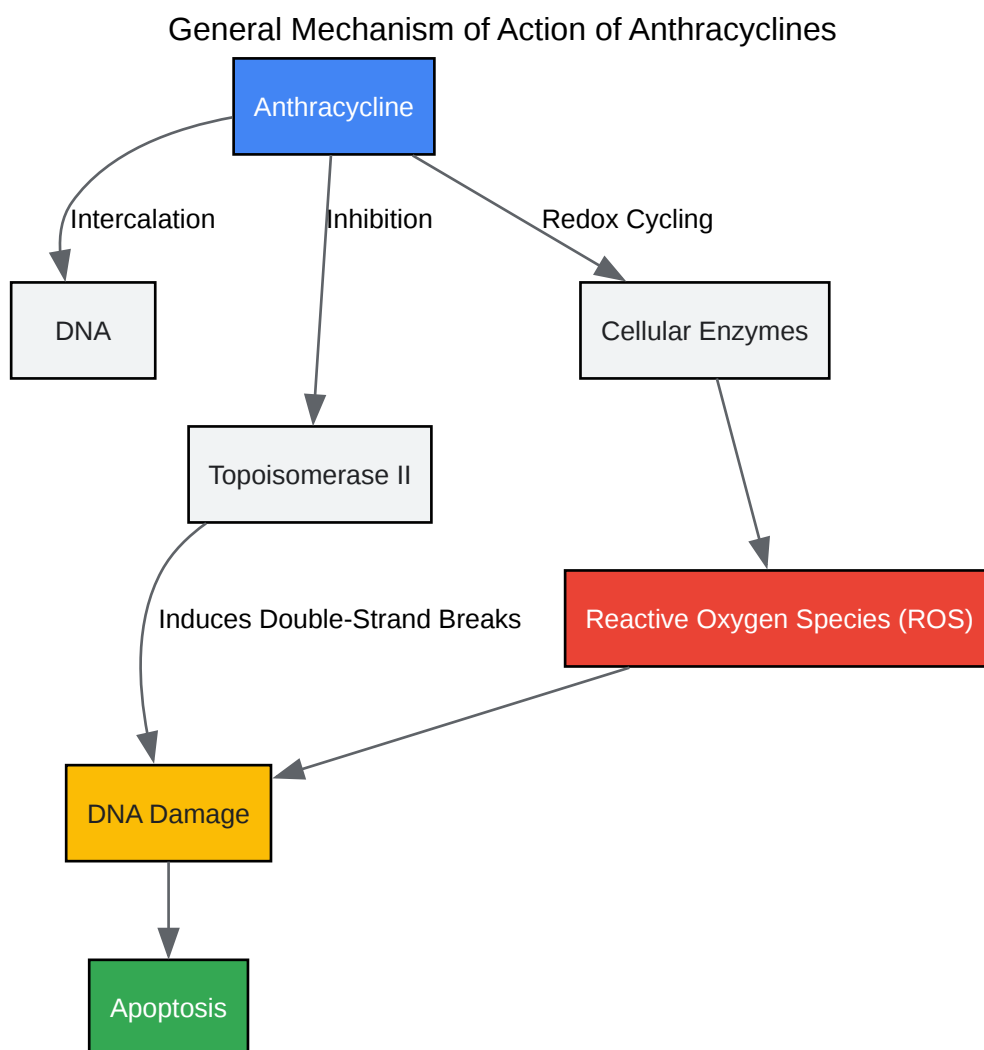 General Mechanism of Action of Anthracyclines
Anthracycline
Intercalation
Inhibition
Redox Cycling
DNA
Cellular Enzymes
Topoisomerase II
Induces Double-Strand Breaks
Reactive Oxygen Species (ROS)
DNA Damage
Apoptosis